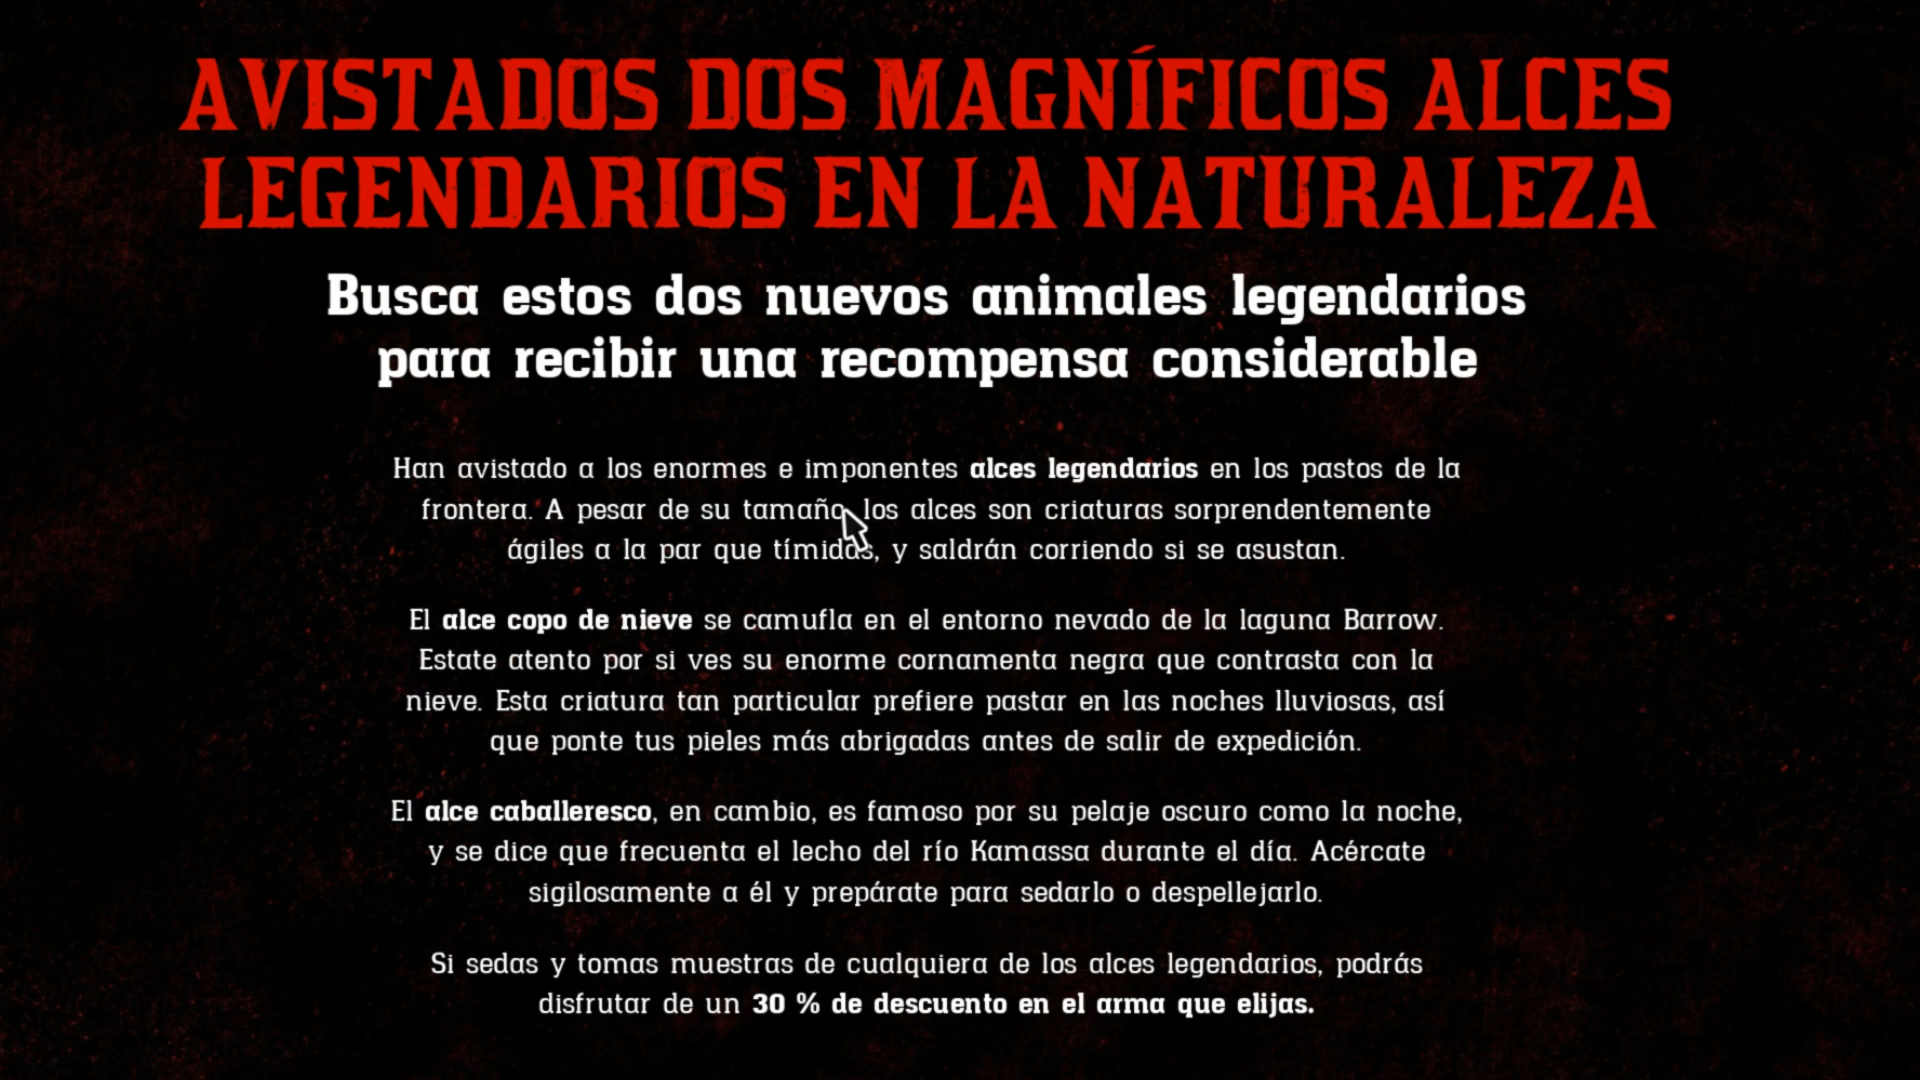 AVISTADOS DOS MAGNÍFICOS ALCES
LEGENDARIOS EN LA NATURALEZA
Busca estos dos nuevos animales legendarios
para recibir una recompensa considerable
Han avistado a los enormes e imponentes alces legendarios en los pastos de la
frontera. A pesar de su tamaño, los alces son criaturas sorprendentemente
ágiles a la par que tímidas, y saldrán corriendo si se asustan.
El alce copo de nieve se camufla en el entorno nevado de la laguna Barrow.
Estate atento por si ves su enorme cornamenta negra que contrasta con la
nieve. Esta criatura tan particular prefiere pastar en las noches lluviosas, así
que ponte tus pieles más abrigadas antes de salir de expedición.
El alce caballeresco, en cambio, es famoso por su pelaje oscuro como la noche,
y se dice que frecuenta el lecho del río Kamassa durante el día. Acércate
sigilosamente a él y prepárate para sedarlo o despellejarlo.
Si sedas y tomas muestras de cualquiera de los alces legendarios, podrás
disfrutar de un 30 % de descuento en el arma que elijas.